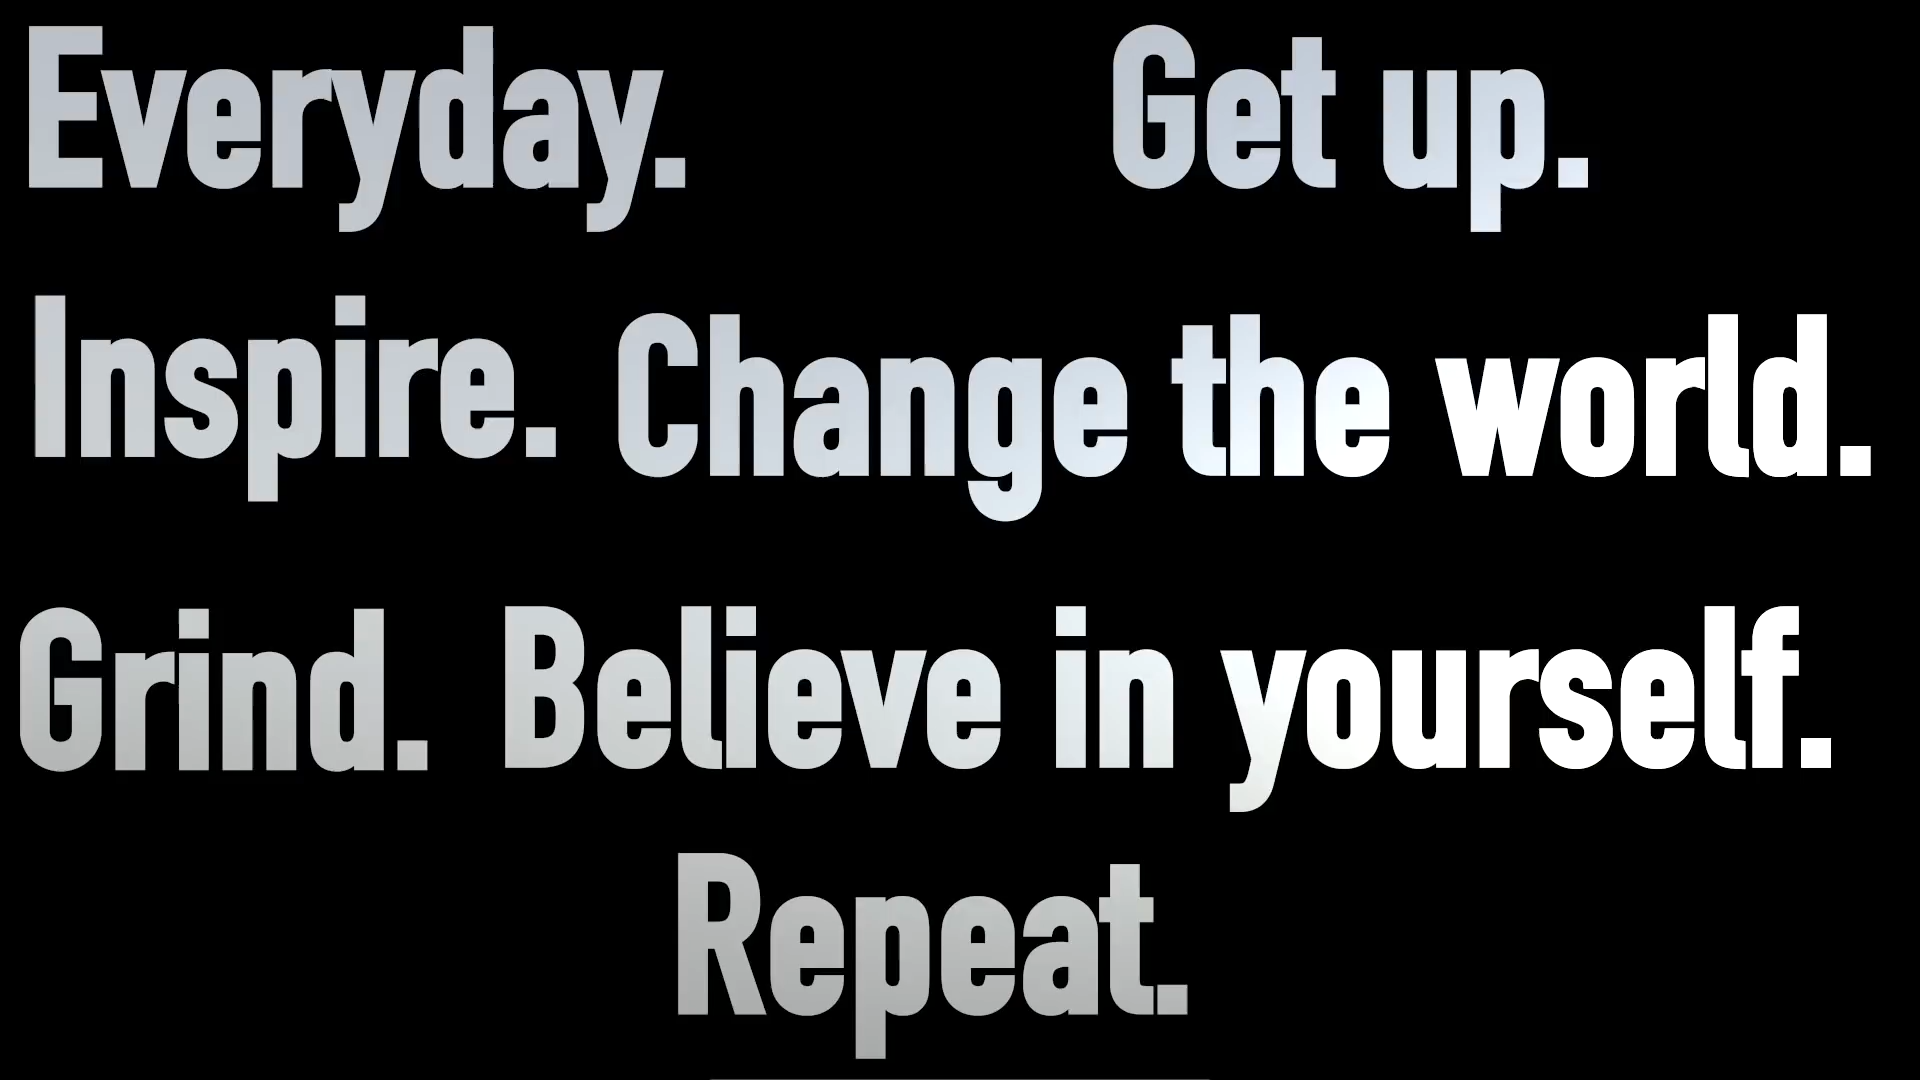 Everyday. Get up.
Inspire. Change the world.
Grind. Believe in yourself.
Repeat.